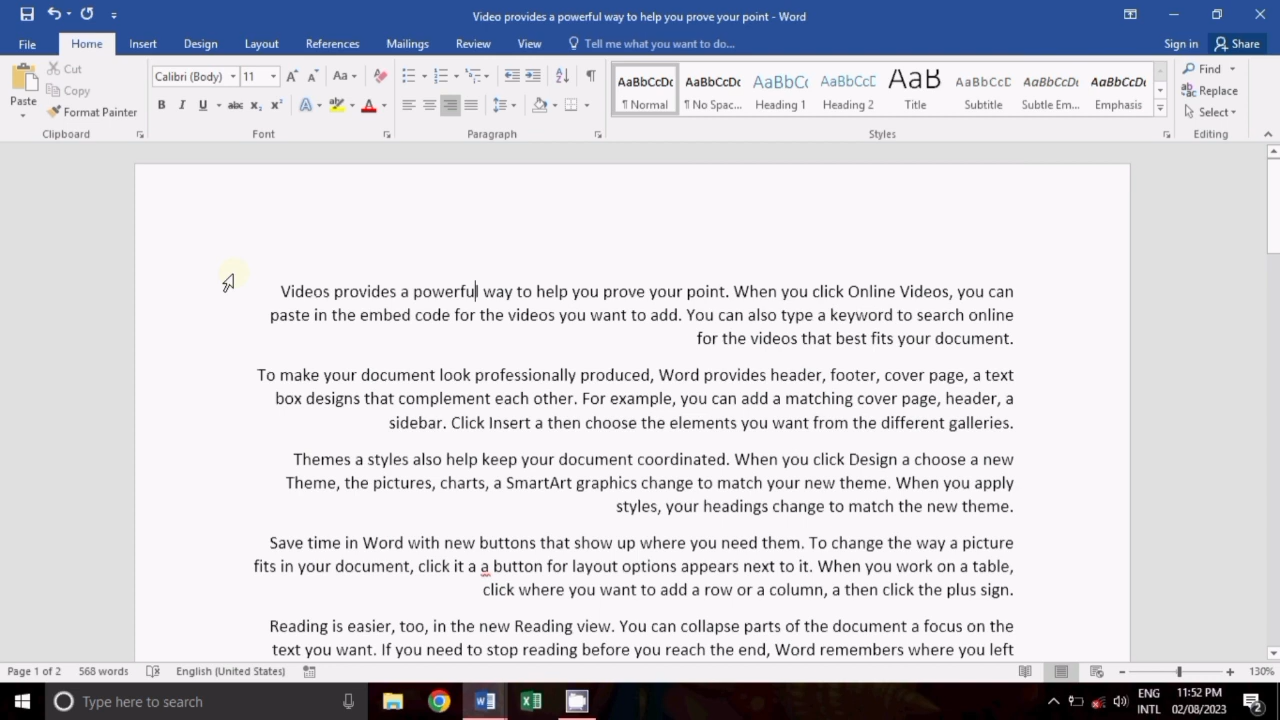 Video provides a powerful way to help you prove your point - Word
File Home Insert Design Layout References Mailings Review View Tell me what you want to do... Sign in Share
Paste
Cut
Copy
Format Painter
Clipboard
Calibri (Body) 11
Font
Paragraph
AaBbCcDc AaBbCcDc AaBbCc AaBbCcD AaB AaBbCcD AaBbCcDc AaBbCcDc
¶ Normal ¶ No Spac... Heading 1 Heading 2 Title Subtitle Subtle Em... Emphasis
Styles
Find
Replace
Select
Editing
Videos provides a powerful way to help you prove your point. When you click Online Videos, you can
paste in the embed code for the videos you want to add. You can also type a keyword to search online
for the videos that best fits your document.
To make your document look professionally produced, Word provides header, footer, cover page, a text
box designs that complement each other. For example, you can add a matching cover page, header, a
sidebar. Click Insert a then choose the elements you want from the different galleries.
Themes a styles also help keep your document coordinated. When you click Design a choose a new
Theme, the pictures, charts, a SmartArt graphics change to match your new theme. When you apply
styles, your headings change to match the new theme.
Save time in Word with new buttons that show up where you need them. To change the way a picture
fits in your document, click it a a button for layout options appears next to it. When you work on a table,
click where you want to add a row or a column, a then click the plus sign.
Reading is easier, too, in the new Reading view. You can collapse parts of the document a focus on the
text you want. If you need to stop reading before you reach the end, Word remembers where you left
Page 1 of 2 568 words English (United States) 130%
Type here to search
ENG
INTL
11:52 PM
02/08/2023
2